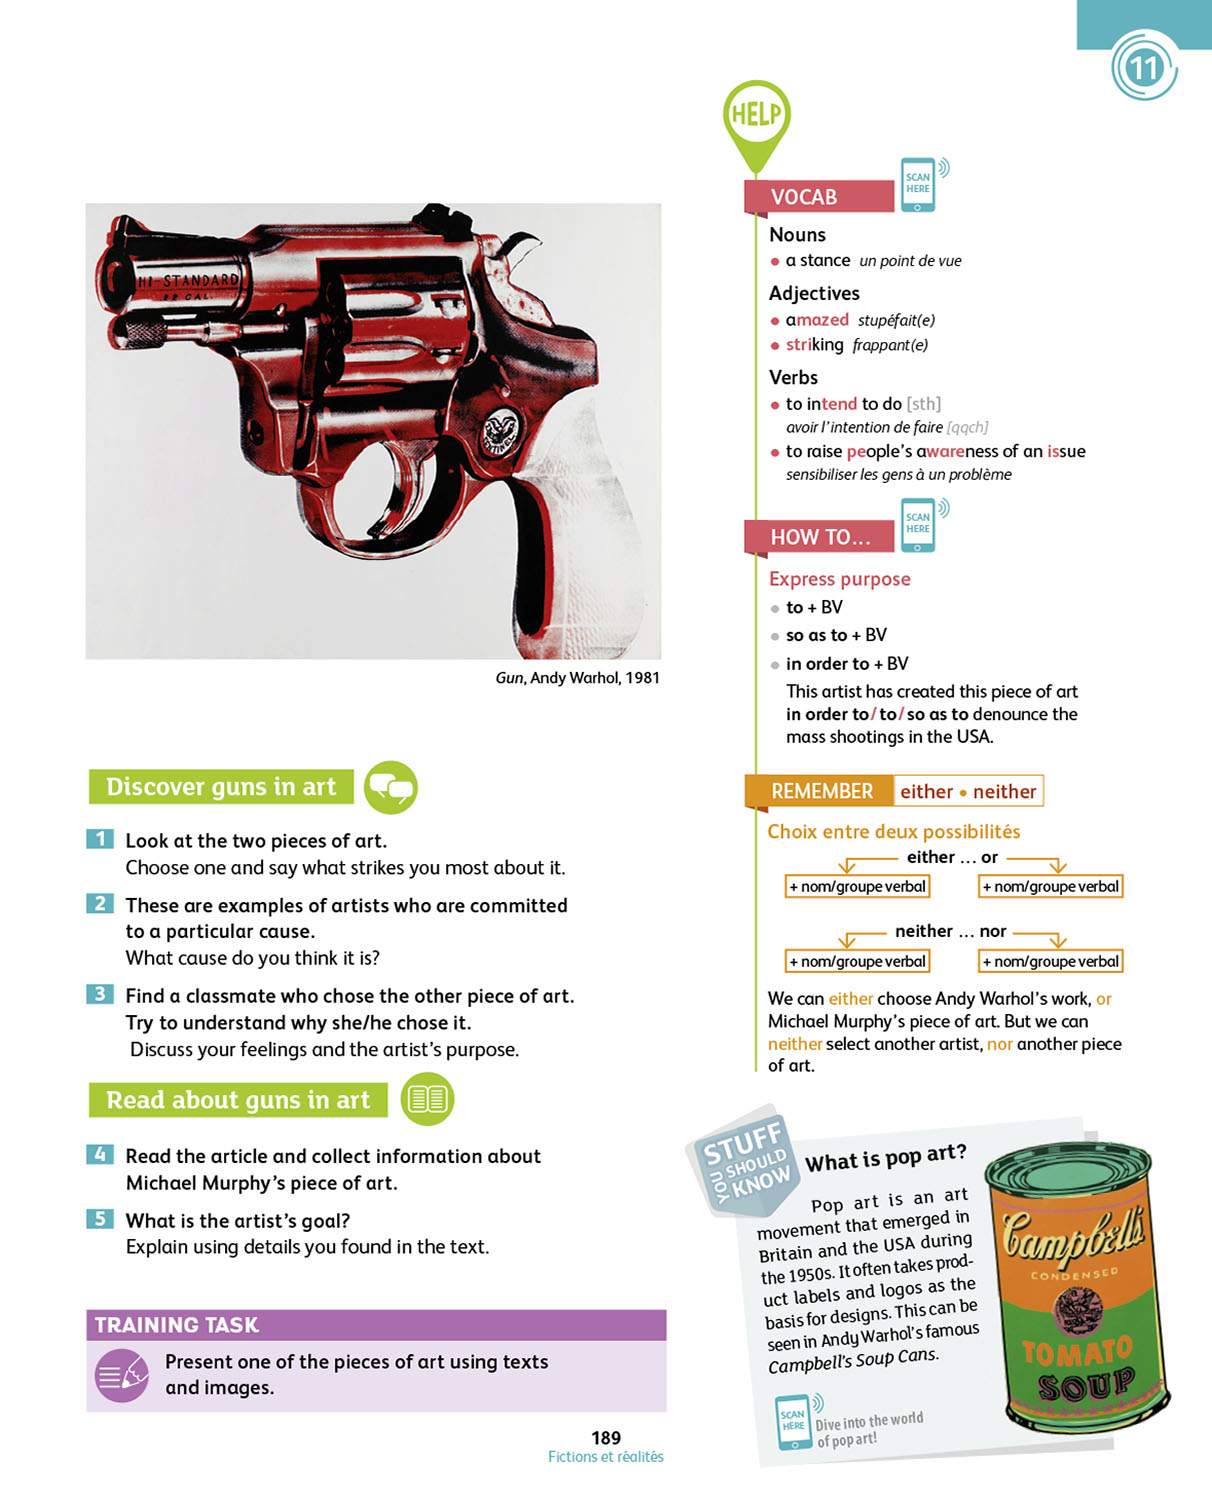 11
HI-STANDARD
22 CAL.
Gun, Andy Warhol, 1981
Discover guns in art
1 Look at the two pieces of art.
Choose one and say what strikes you most about it.
2 These are examples of artists who are committed
to a particular cause.
What cause do you think it is?
3 Find a classmate who chose the other piece of art.
Try to understand why she/he chose it.
Discuss your feelings and the artist's purpose.
Read about guns in art
4 Read the article and collect information about
Michael Murphy's piece of art.
5 What is the artist's goal?
Explain using details you found in the text.
TRAINING TASK
Present one of the pieces of art using texts
and images.
HELP
VOCAB
SCAN
HERE
Nouns
• a stance un point de vue
Adjectives
• amazed stupéfait(e)
• striking frappant(e)
Verbs
• to intend to do [sth]
avoir l'intention de faire [qqch]
• to raise people's awareness of an issue
sensibiliser les gens à un problème
HOW TO...
SCAN
HERE
Express purpose
• to + BV
• so as to + BV
• in order to + BV
This artist has created this piece of art
in order to/to/so as to denounce the
mass shootings in the USA.
REMEMBER either • neither
Choix entre deux possibilités
either ... or
+ nom/groupe verbal + nom/groupe verbal
neither ... nor
+ nom/groupe verbal + nom/groupe verbal
We can either choose Andy Warhol's work, or
Michael Murphy's piece of art. But we can
neither select another artist, nor another piece
of art.
STUFF
YOU SHOULD
KNOW
What is pop art?
Pop art is an art
movement that emerged in
Britain and the USA during
the 1950s. It often takes prod-
uct labels and logos as the
basis for designs. This can be
seen in Andy Warhol's famous
Campbell's Soup Cans.
SCAN
HERE
Dive into the world
of pop art!
Campbell's
CONDENSED
TOMATO
SOUP
189
Fictions et réalités